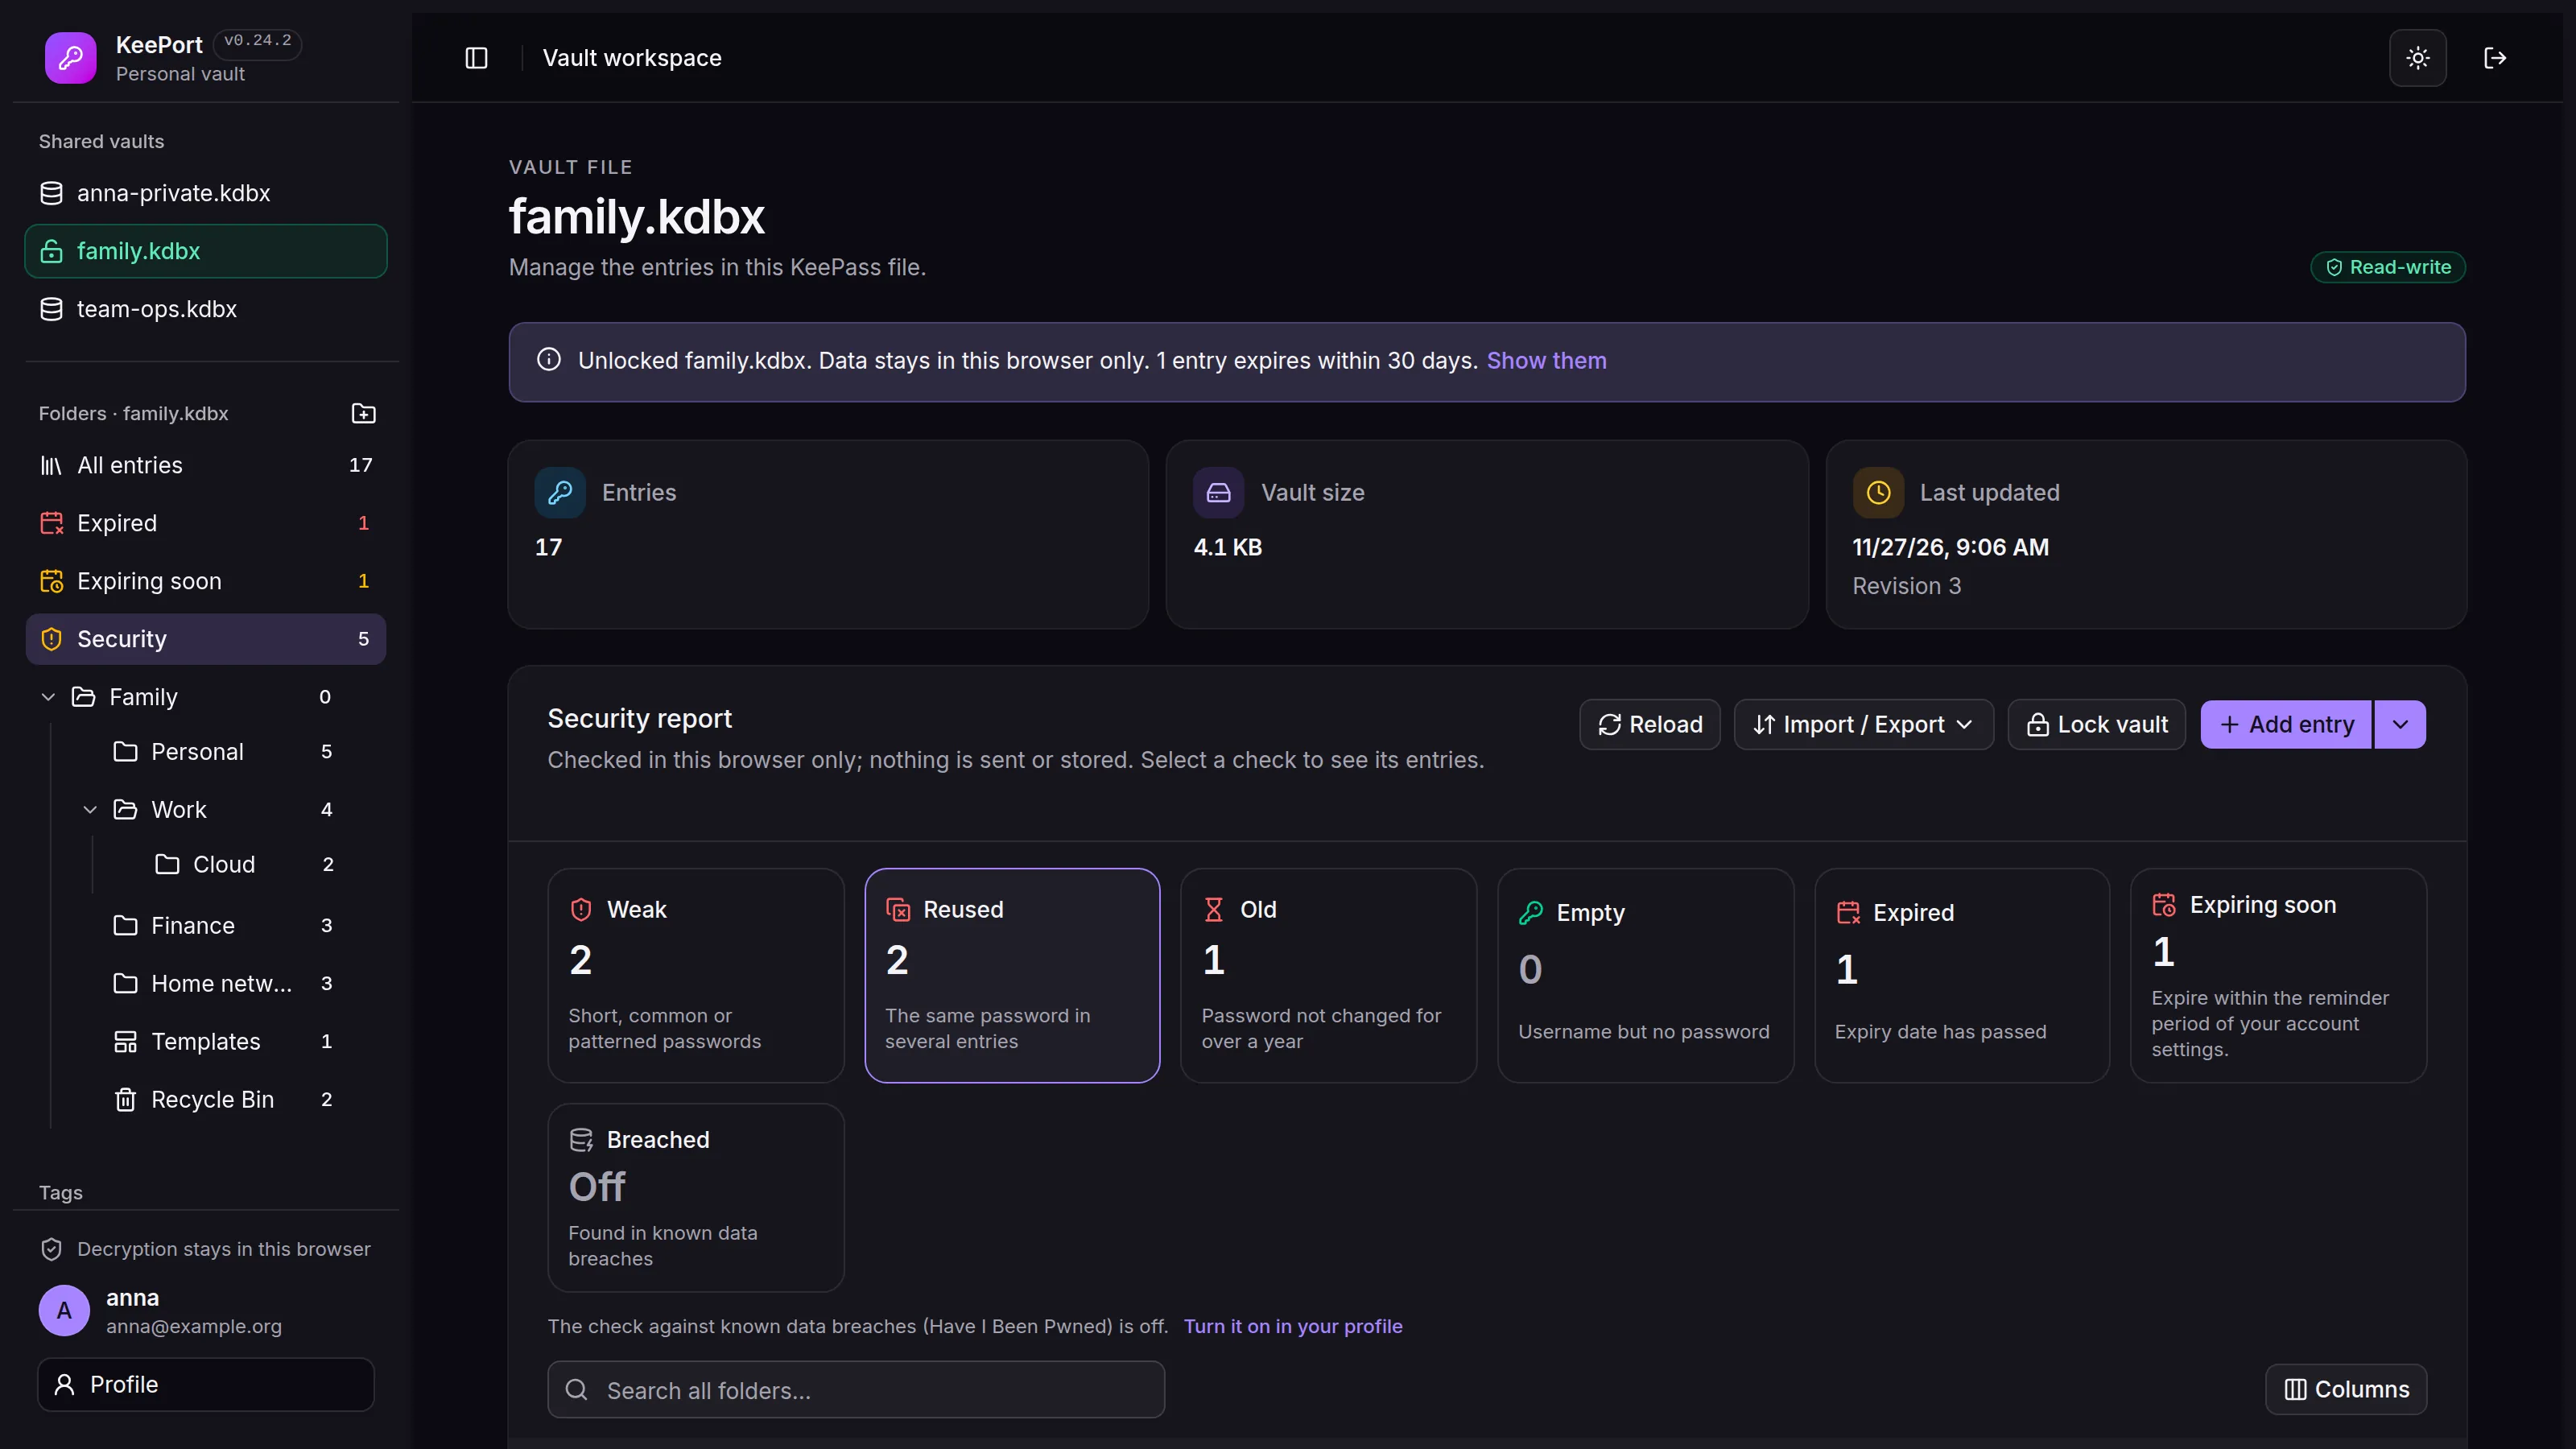 KeePort v0.24.2
Personal vault
Shared vaults
anna-private.kdbx
family.kdbx
team-ops.kdbx
Folders · family.kdbx
All entries 17
Expired 1
Expiring soon 1
Security 5
Family 0
Personal 5
Work 4
Cloud 2
Finance 3
Home netw... 3
Templates 1
Recycle Bin 2
Tags
Decryption stays in this browser
A
anna
anna@example.org
Profile
Vault workspace
VAULT FILE
family.kdbx
Manage the entries in this KeePass file.
Read-write
Unlocked family.kdbx. Data stays in this browser only. 1 entry expires within 30 days. Show them
Entries
17
Vault size
4.1 KB
Last updated
11/27/26, 9:06 AM
Revision 3
Security report
Checked in this browser only; nothing is sent or stored. Select a check to see its entries.
Reload
Import / Export
Lock vault
Add entry
Weak
2
Short, common or
patterned passwords
Reused
2
The same password in
several entries
Old
1
Password not changed for
over a year
Empty
0
Username but no password
Expired
1
Expiry date has passed
Expiring soon
1
Expire within the reminder
period of your account
settings.
Breached
Off
Found in known data
breaches
The check against known data breaches (Have I Been Pwned) is off. Turn it on in your profile
Search all folders...
Columns